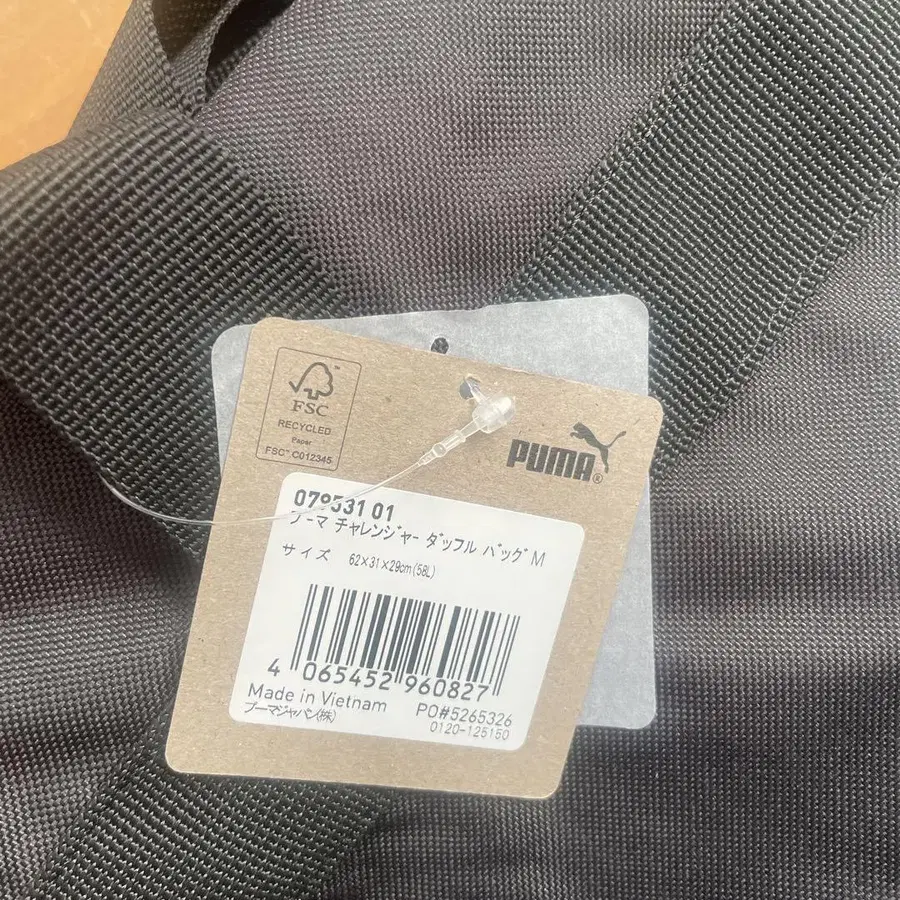 FSC
RECYCLED
Paper
FSC™ C012345
PUMA®
079531 01
プーマ チャレンジャー ダッフル バッグ M
サイズ 62×31×29cm(58L)
4 065452 960827
Made in Vietnam PO#5265326
プーマジャパン(株) 0120-125150